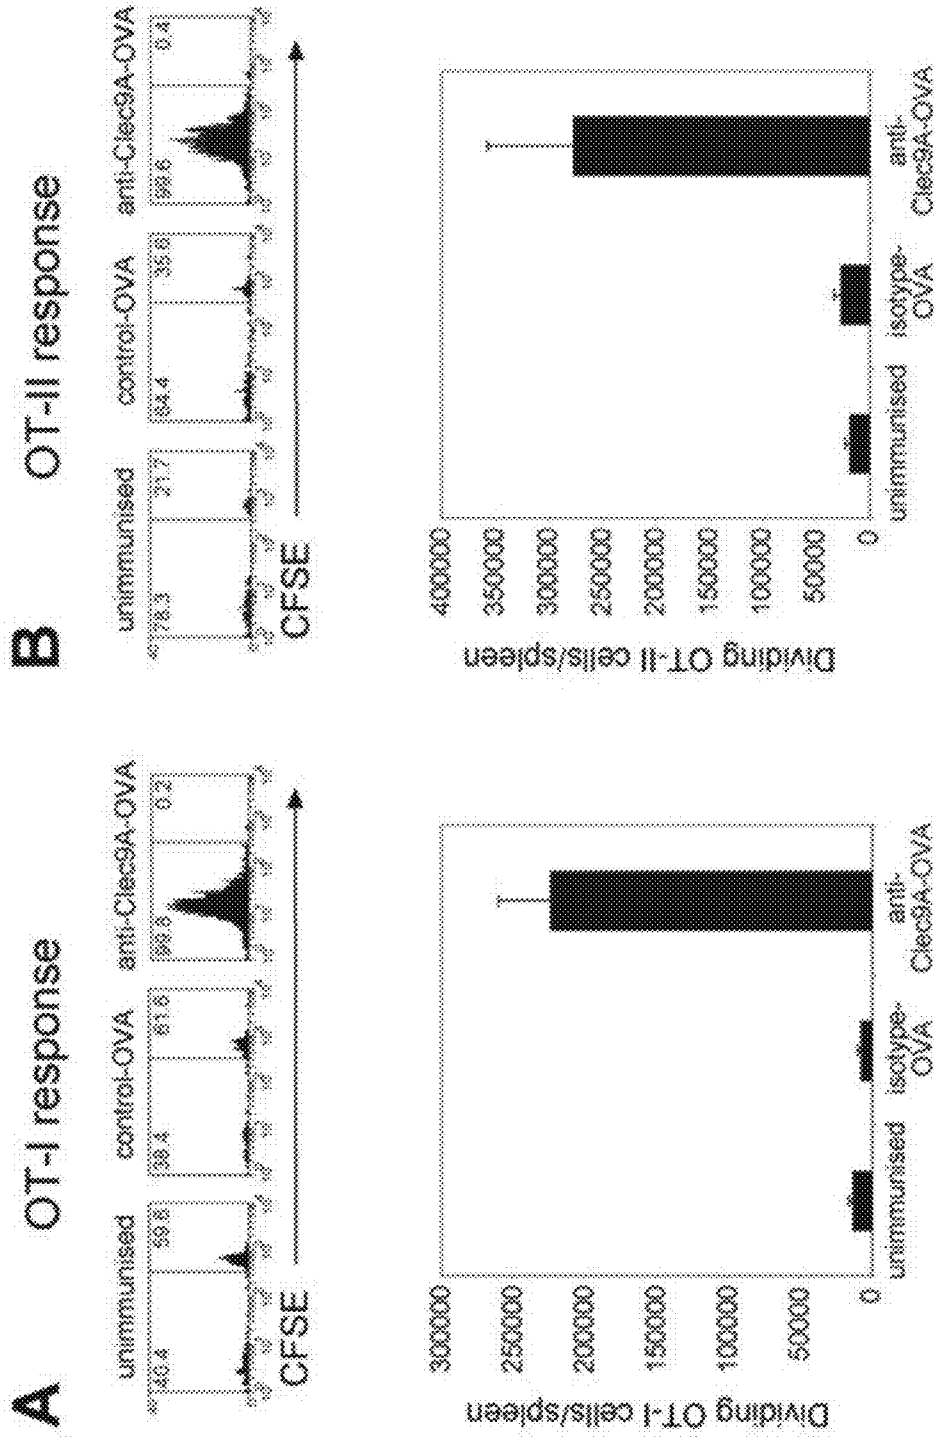 A OT-I response
unimmunised control-OVA anti-Clec9A-OVA
40.4 59.6 38.4 61.6 99.8 0.2
CFSE
Dividing OT-I cells/spleen
300000
250000
200000
150000
100000
50000
0
unimmunised isotype-OVA anti-Clec9A-OVA
B OT-II response
unimmunised control-OVA anti-Clec9A-OVA
78.3 21.7 64.4 35.6 99.6 0.4
CFSE
Dividing OT-II cells/spleen
400000
350000
300000
250000
200000
150000
100000
50000
0
unimmunised isotype-OVA anti-Clec9A-OVA